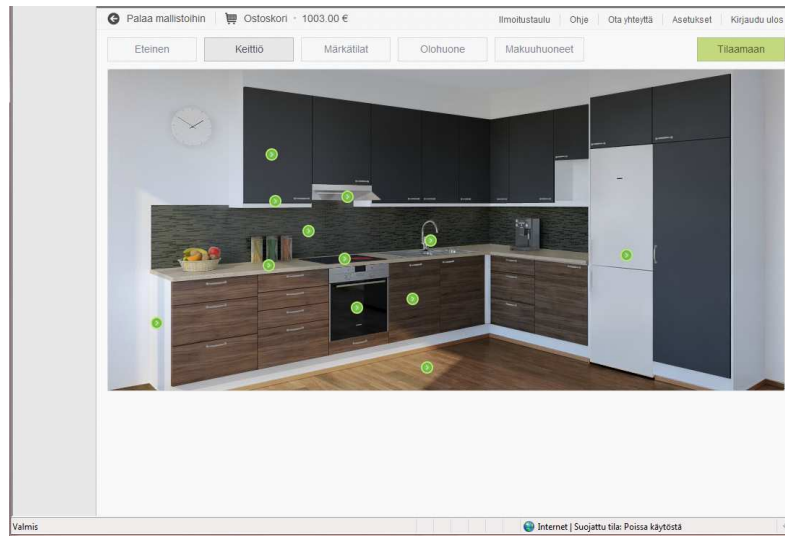 Palaa mallistoihin Ostoskori - 1003.00 € Ilmoitustaulu Ohje Ota yhteyttä Asetukset Kirjaudu ulos
Eteinen Keittiö Märkätilat Olohuone Makuuhuoneet Tilaamaan
Valmis Internet | Suojattu tila: Poissa käytöstä